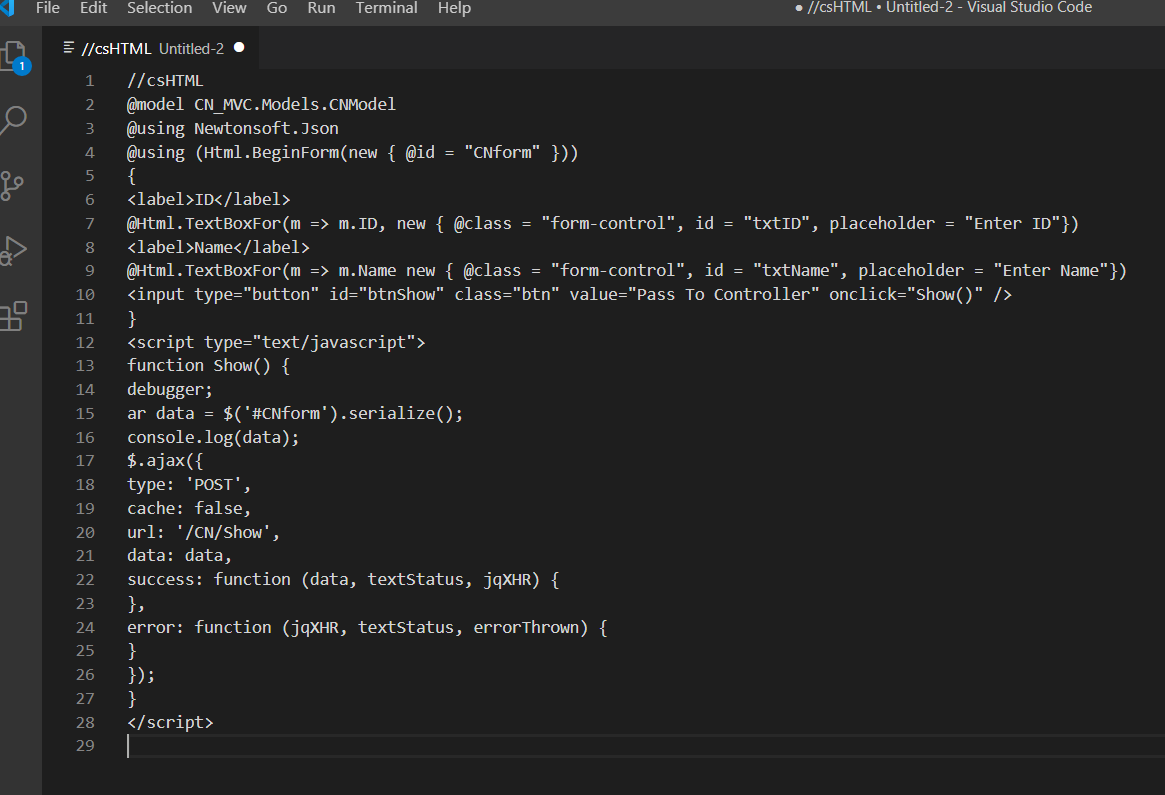 File Edit Selection View Go Run Terminal Help ● //csHTML • Untitled-2 - Visual Studio Code
//csHTML Untitled-2 ●
1
1 //csHTML
2 @model CN_MVC.Models.CNModel
3 @using Newtonsoft.Json
4 @using (Html.BeginForm(new { @id = "CNform" }))
5 {
6 <label>ID</label>
7 @Html.TextBoxFor(m => m.ID, new { @class = "form-control", id = "txtID", placeholder = "Enter ID"})
8 <label>Name</label>
9 @Html.TextBoxFor(m => m.Name new { @class = "form-control", id = "txtName", placeholder = "Enter Name"})
10 <input type="button" id="btnShow" class="btn" value="Pass To Controller" onclick="Show()" />
11 }
12 <script type="text/javascript">
13 function Show() {
14 debugger;
15 ar data = $('#CNform').serialize();
16 console.log(data);
17 $.ajax({
18 type: 'POST',
19 cache: false,
20 url: '/CN/Show',
21 data: data,
22 success: function (data, textStatus, jqXHR) {
23 },
24 error: function (jqXHR, textStatus, errorThrown) {
25 }
26 });
27 }
28 </script>
29